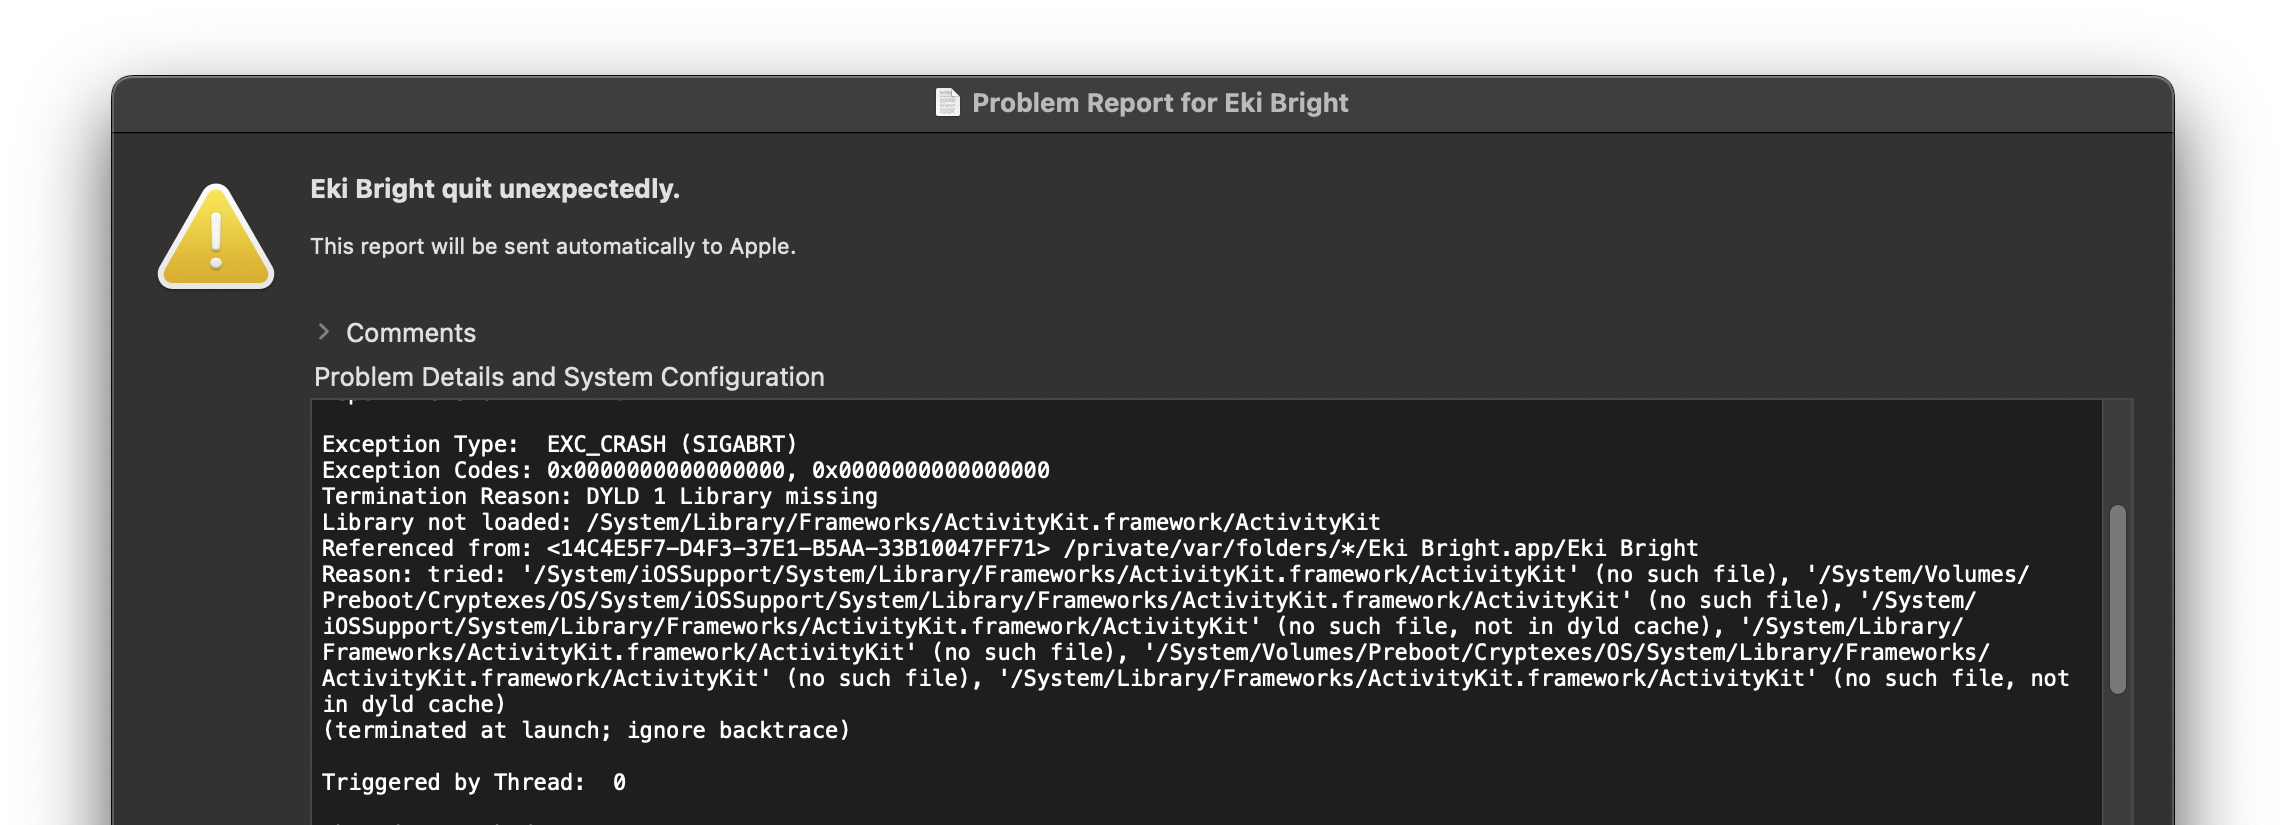 Problem Report for Eki Bright
Eki Bright quit unexpectedly.
This report will be sent automatically to Apple.
Comments
Problem Details and System Configuration
Exception Type:  EXC_CRASH (SIGABRT)
Exception Codes: 0x0000000000000000, 0x0000000000000000
Termination Reason: DYLD 1 Library missing
Library not loaded: /System/Library/Frameworks/ActivityKit.framework/ActivityKit
Referenced from: <14C4E5F7-D4F3-37E1-B5AA-33B10047FF71> /private/var/folders/*/Eki Bright.app/Eki Bright
Reason: tried: '/System/iOSSupport/System/Library/Frameworks/ActivityKit.framework/ActivityKit' (no such file), '/System/Volumes/
Preboot/Cryptexes/OS/System/iOSSupport/System/Library/Frameworks/ActivityKit.framework/ActivityKit' (no such file), '/System/
iOSSupport/System/Library/Frameworks/ActivityKit.framework/ActivityKit' (no such file, not in dyld cache), '/System/Library/
Frameworks/ActivityKit.framework/ActivityKit' (no such file), '/System/Volumes/Preboot/Cryptexes/OS/System/Library/Frameworks/
ActivityKit.framework/ActivityKit' (no such file), '/System/Library/Frameworks/ActivityKit.framework/ActivityKit' (no such file, not
in dyld cache)
(terminated at launch; ignore backtrace)
Triggered by Thread:  0